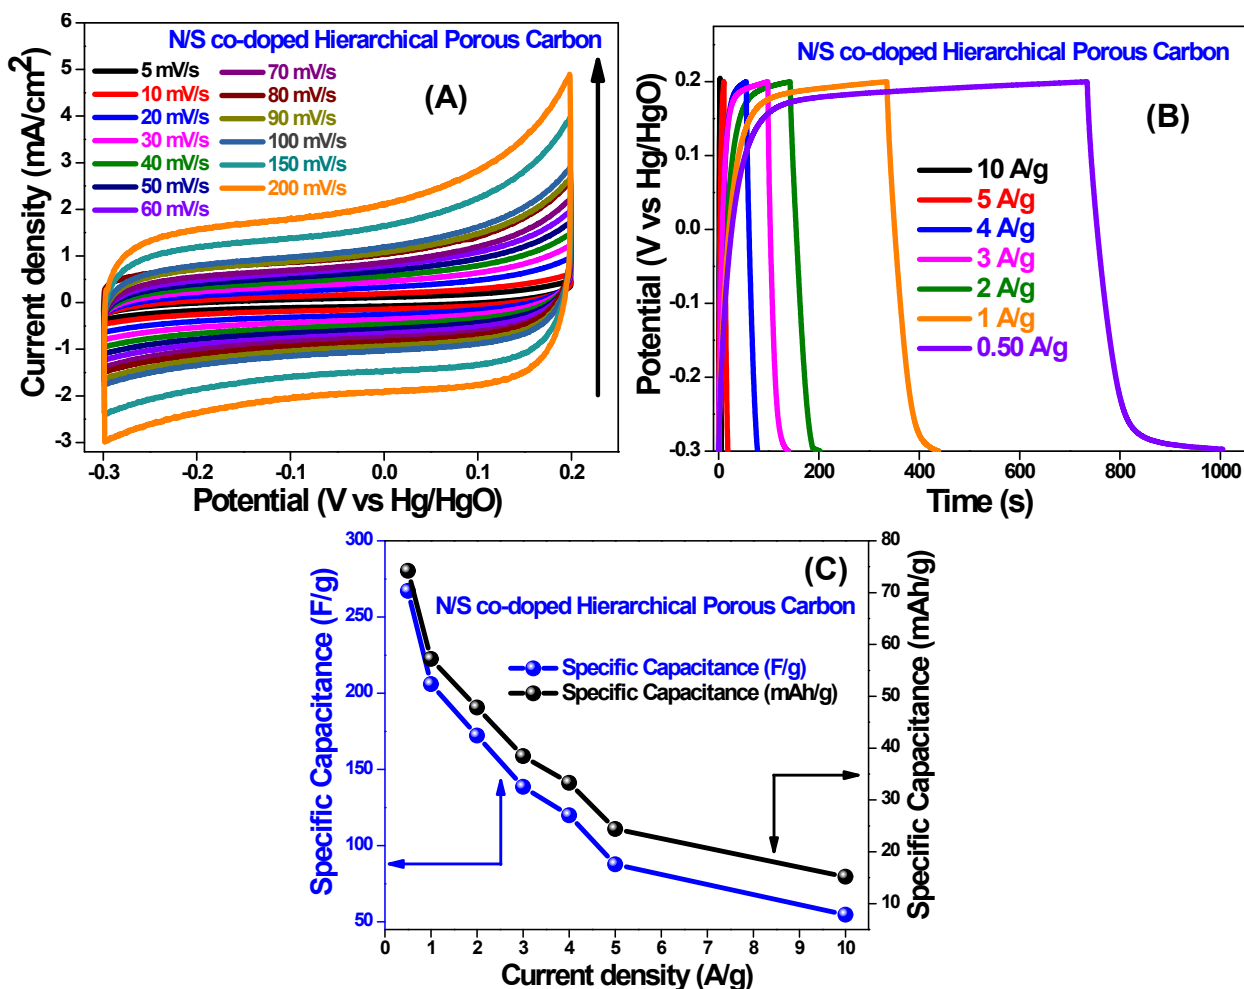 N/S co-doped Hierarchical Porous Carbon
(A)
5 mV/s
10 mV/s
20 mV/s
30 mV/s
40 mV/s
50 mV/s
60 mV/s
70 mV/s
80 mV/s
90 mV/s
100 mV/s
150 mV/s
200 mV/s
Current density (mA/cm2)
6
5
4
3
2
1
0
-1
-2
-3
-0.3
-0.2
-0.1
0.0
0.1
0.2
Potential (V vs Hg/HgO)
N/S co-doped Hierarchical Porous Carbon
(B)
10 A/g
5 A/g
4 A/g
3 A/g
2 A/g
1 A/g
0.50 A/g
Potential (V vs Hg/HgO)
0.2
0.1
0.0
-0.1
-0.2
-0.3
0
200
400
600
800
1000
Time (s)
(C)
N/S co-doped Hierarchical Porous Carbon
Specific Capacitance (F/g)
Specific Capacitance (mAh/g)
Specific Capacitance (F/g)
300
250
200
150
100
50
0
1
2
3
4
5
6
7
8
9
10
Current density (A/g)
80
70
60
50
40
30
20
10
Specific Capacitance (mAh/g)